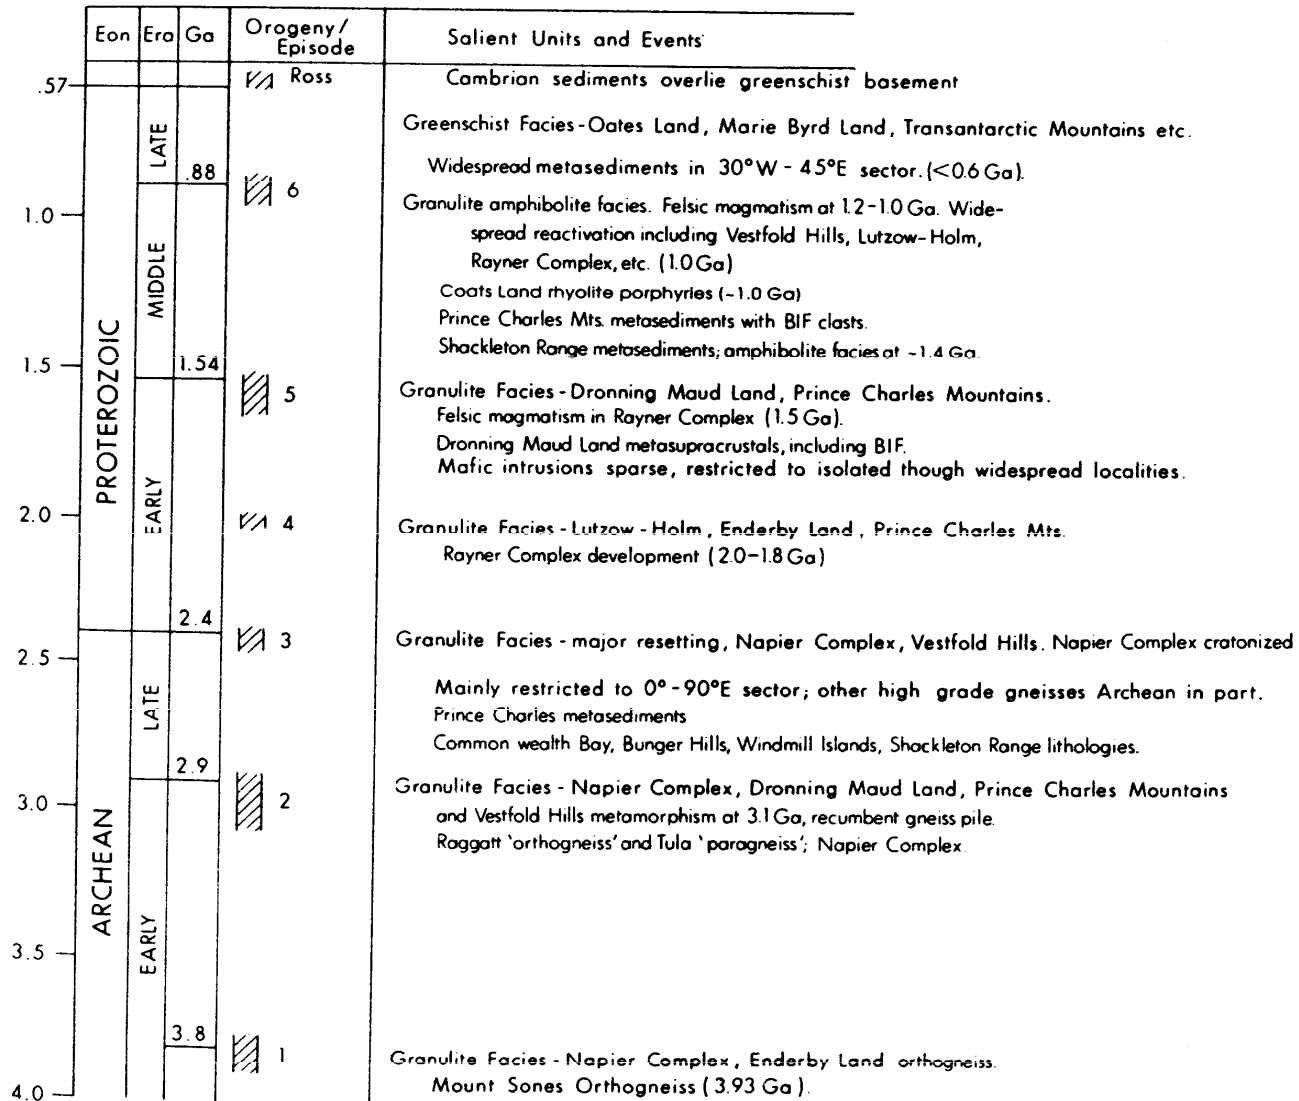 Eon Era Ga Orogeny/ Episode Salient Units and Events
.57 Ross Cambrian sediments overlie greenschist basement
LATE
Greenschist Facies-Oates Land, Marie Byrd Land, Transantarctic Mountains etc.
.88
Widespread metasediments in 30°W - 45°E sector. (<0.6 Ga).
6
1.0
Granulite amphibolite facies. Felsic magmatism at 1.2-1.0 Ga. Wide-
spread reactivation including Vestfold Hills, Lutzow-Holm,
Rayner Complex, etc. (1.0 Ga)
MIDDLE
Coats Land rhyolite porphyries (~1.0 Ga)
Prince Charles Mts. metasediments with BIF clasts.
Shackleton Range metasediments; amphibolite facies at ~1.4 Ga.
1.5
1.54
PROTEROZOIC
5
Granulite Facies - Dronning Maud Land, Prince Charles Mountains.
Felsic magmatism in Rayner Complex (1.5 Ga).
Dronning Maud Land metasupracrustals, including BIF.
Mafic intrusions sparse, restricted to isolated though widespread localities.
EARLY
2.0
4
Granulite Facies - Lutzow-Holm, Enderby Land, Prince Charles Mts.
Rayner Complex development (2.0-1.8 Ga)
2.4
3
2.5
Granulite Facies - major resetting, Napier Complex, Vestfold Hills. Napier Complex cratonized
LATE
Mainly restricted to 0° - 90°E sector; other high grade gneisses Archean in part.
Prince Charles metasediments
Common wealth Bay, Bunger Hills, Windmill Islands, Shackleton Range lithologies.
2.9
2
3.0
Granulite Facies - Napier Complex, Dronning Maud Land, Prince Charles Mountains
and Vestfold Hills metamorphism at 3.1 Ga, recumbent gneiss pile.
Raggatt 'orthogneiss' and Tula 'paragneiss'; Napier Complex.
ARCHEAN
EARLY
3.5
3.8
1
Granulite Facies - Napier Complex, Enderby Land orthogneiss.
Mount Sones Orthogneiss (3.93 Ga).
4.0